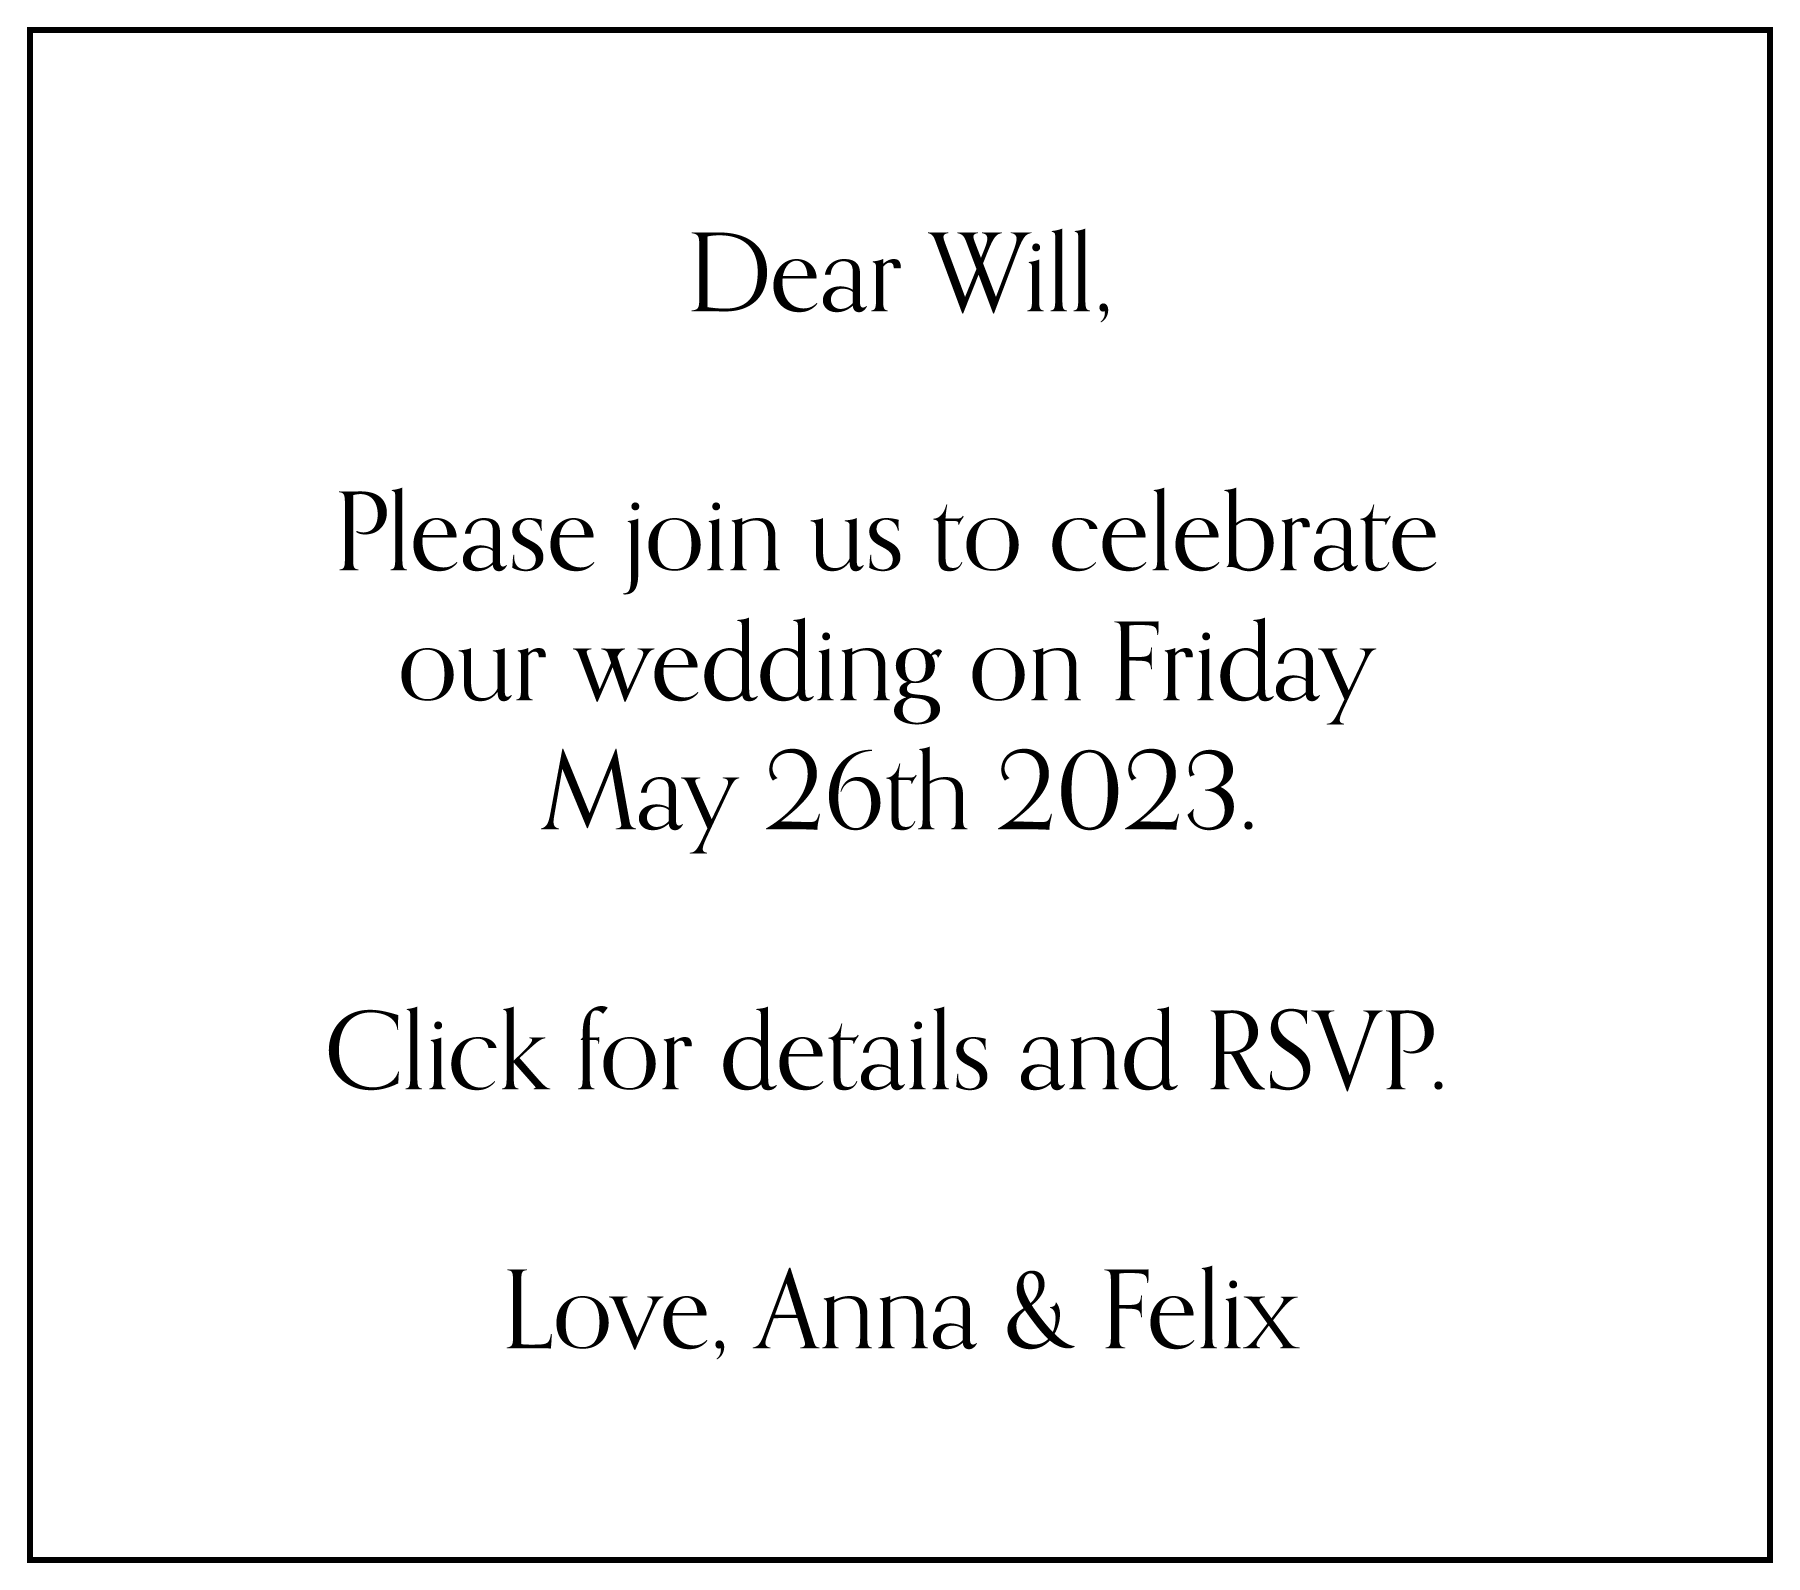 Dear Will,
Please join us to celebrate
our wedding on Friday
May 26th 2023.
Click for details and RSVP.
Love, Anna & Felix